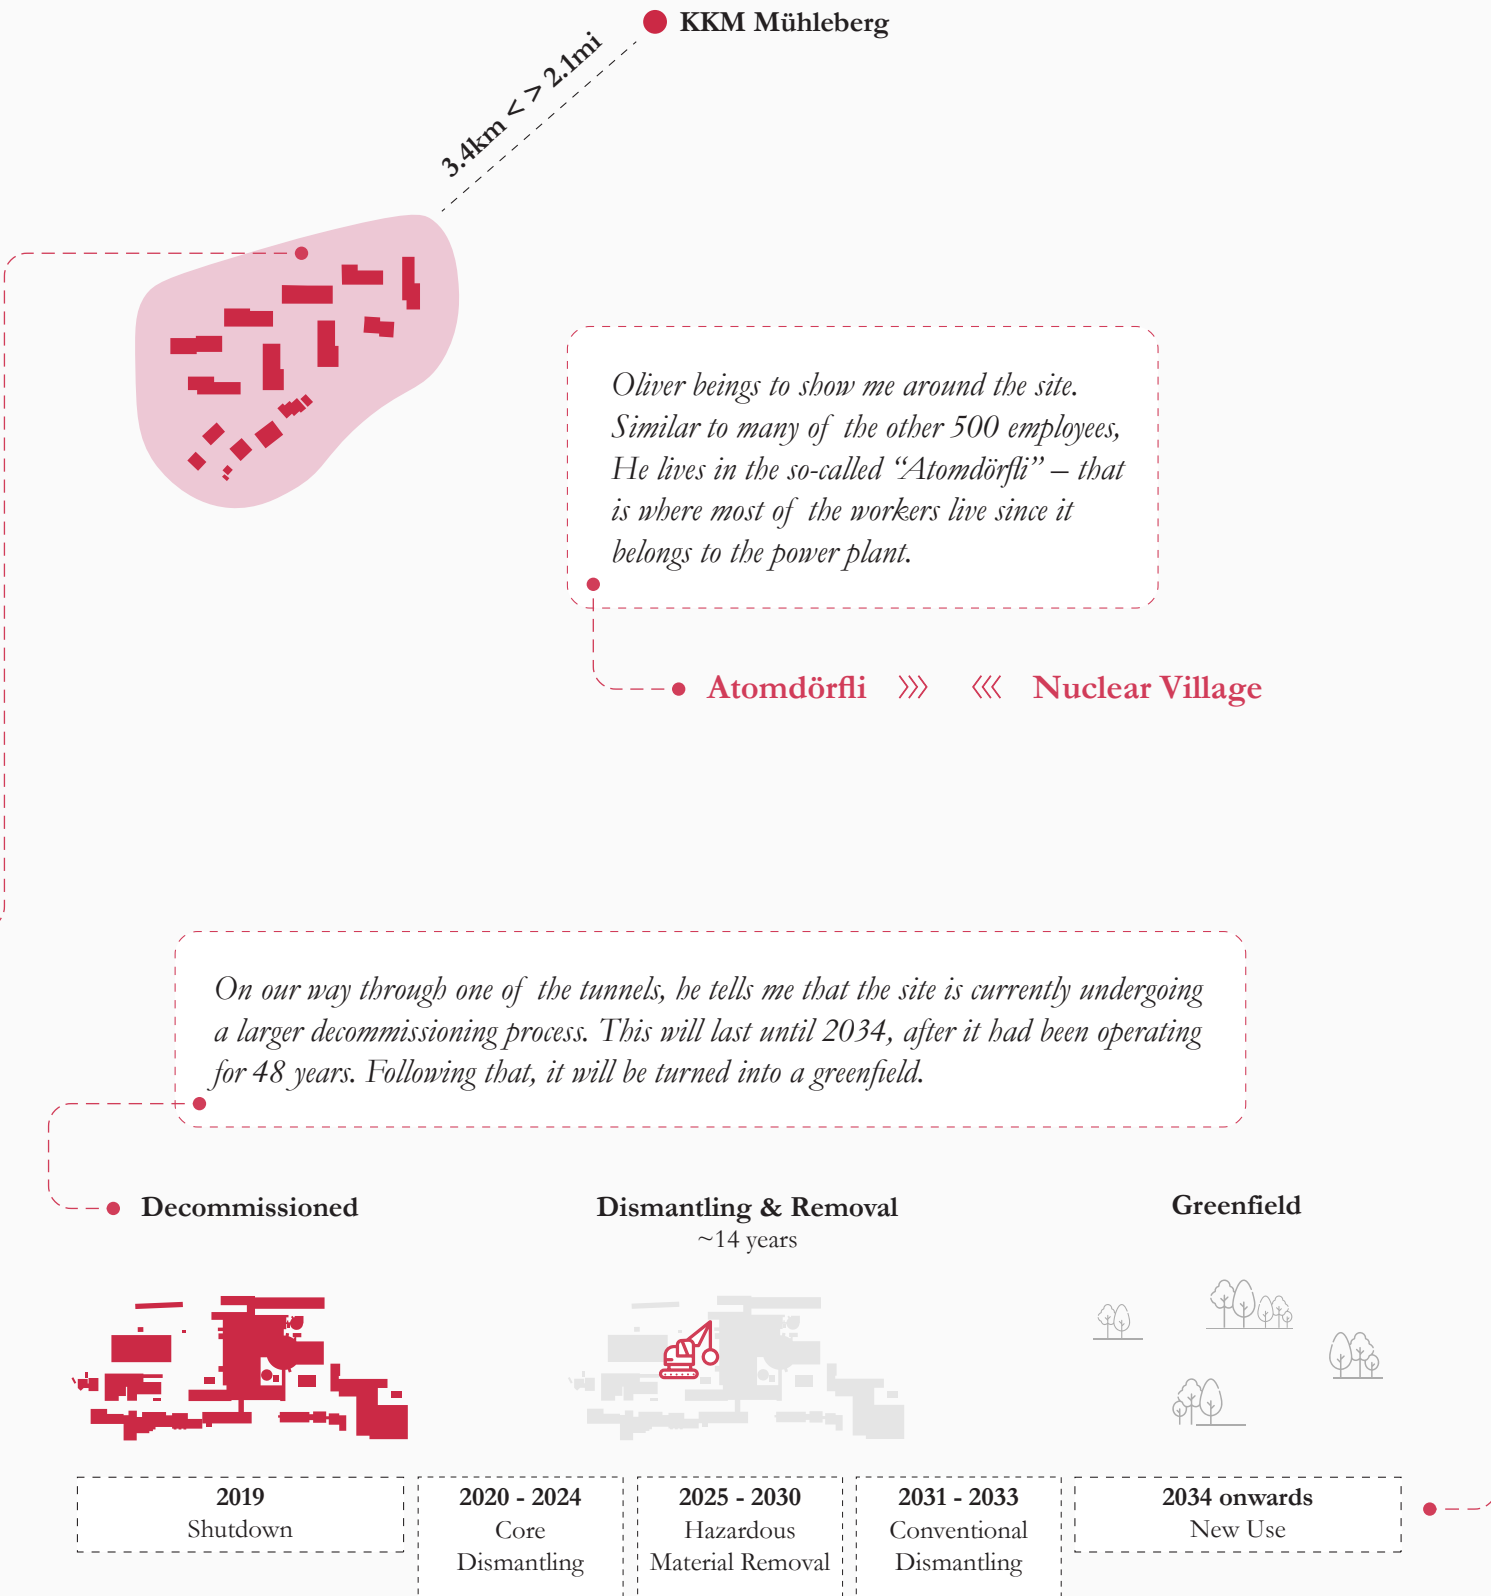 KKM Mühleberg
3.4km < > 2.1mi
Oliver beings to show me around the site.
Similar to many of the other 500 employees,
He lives in the so-called “Atomdörfli” – that
is where most of the workers live since it
belongs to the power plant.
Atomdörfli >>> <<< Nuclear Village
On our way through one of the tunnels, he tells me that the site is currently undergoing
a larger decommissioning process. This will last until 2034, after it had been operating
for 48 years. Following that, it will be turned into a greenfield.
Decommissioned
Dismantling & Removal
~14 years
Greenfield
2019
Shutdown
2020 - 2024
Core
Dismantling
2025 - 2030
Hazardous
Material Removal
2031 - 2033
Conventional
Dismantling
2034 onwards
New Use